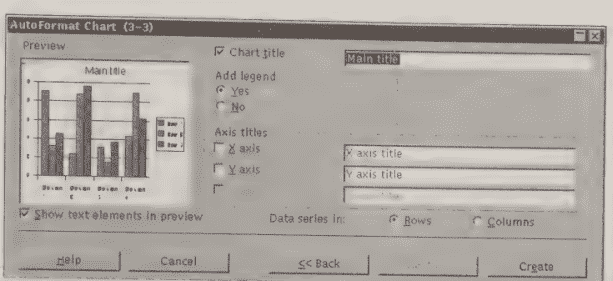 AutoFormat Chart (3-3)
Preview
Main title
Chart title
Main title
Add legend
Yes
No
Axis titles
X axis
X axis title
Y axis
Y axis title
Show text elements in preview
Data series in:
Rows
Columns
Help
Cancel
<< Back
Create